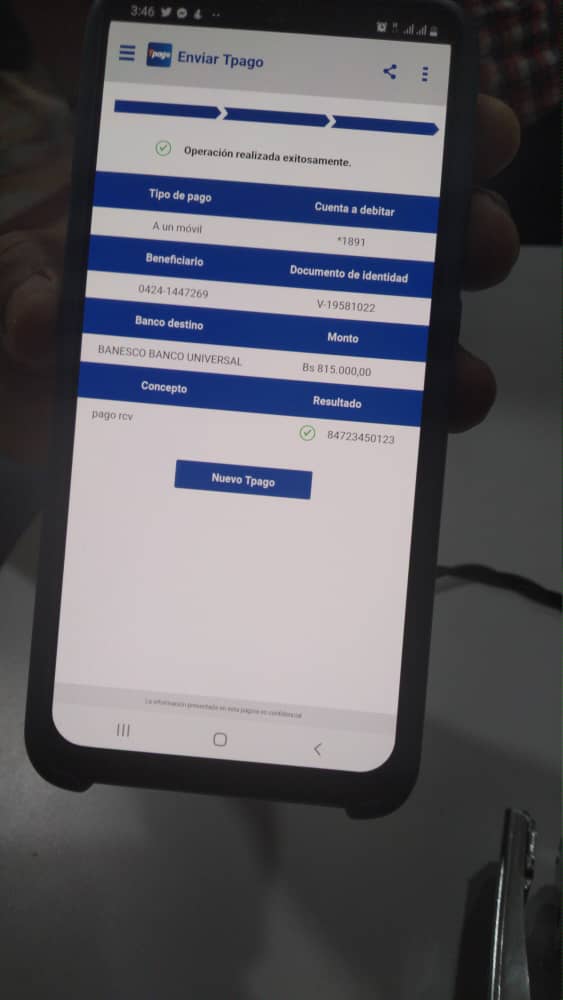 3:46
Tpago Enviar Tpago
Operación realizada exitosamente.
Tipo de pago Cuenta a debitar
A un móvil *1891
Beneficiario Documento de identidad
0424-1447269 V-19581022
Banco destino Monto
BANESCO BANCO UNIVERSAL Bs 815.000,00
Concepto Resultado
pago rcv 84723450123
Nuevo Tpago
La información presentada en esta página es confidencial